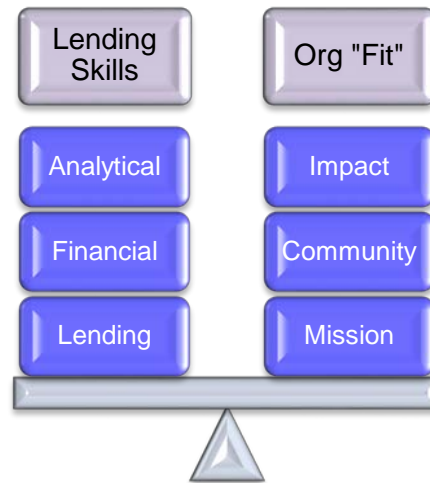 Lending
Skills
Org "Fit"
Analytical
Impact
Financial
Community
Lending
Mission